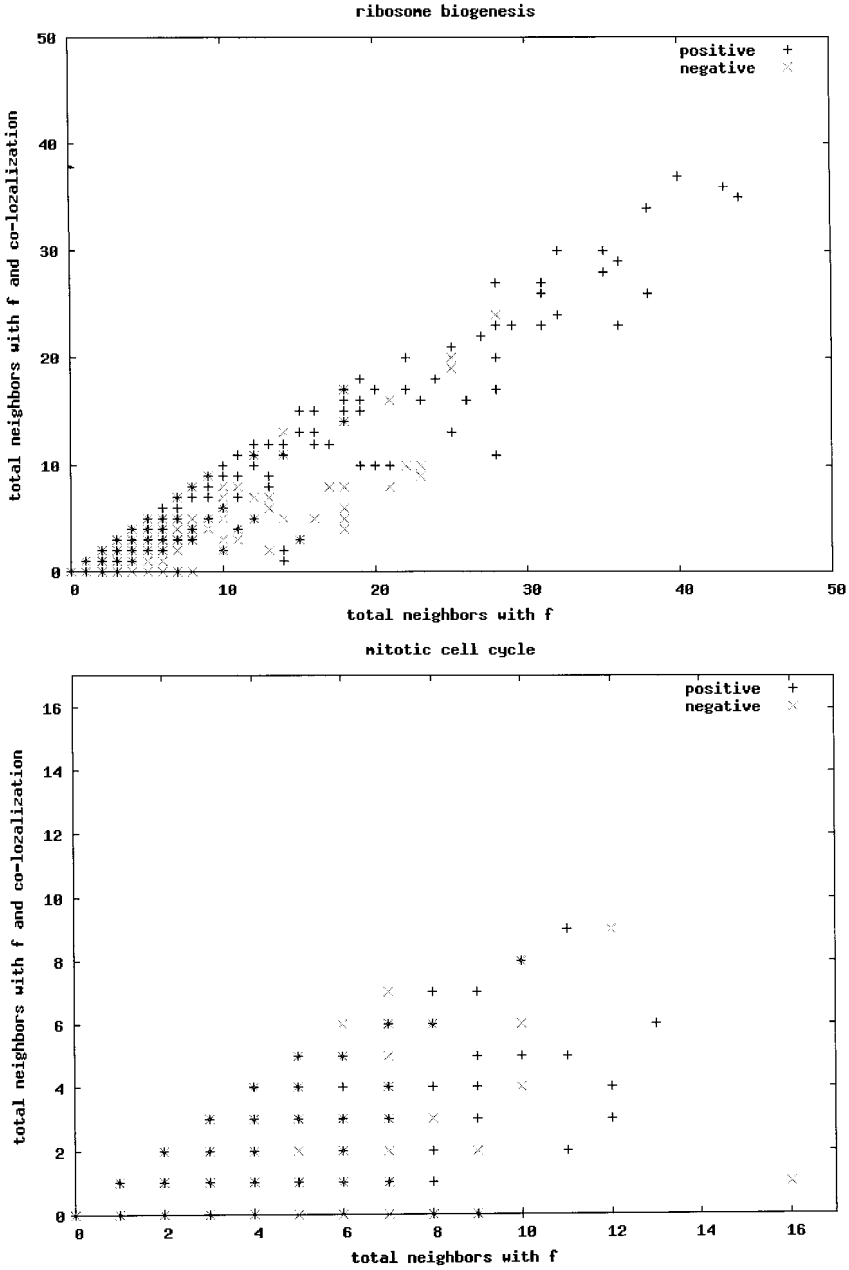 ribosome biogenesis
50
positive
negative
40
30
20
10
0
0 10 20 30 40 50
total neighbors with f and co-lozalization
total neighbors with f
mitotic cell cycle
16
positive
negative
14
12
10
8
6
4
2
0
0 2 4 6 8 10 12 14 16
total neighbors with f and co-lozalization
total neighbors with f